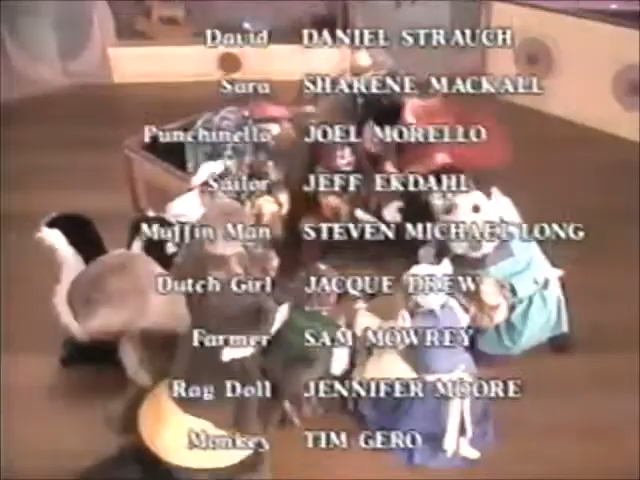 David DANIEL STRAUCH
Sara SHARENE MACKALL
Punchinello JOEL MORELLO
Sailor JEFF EKDAHL
Muffin Man STEVEN MICHAEL LONG
Dutch Girl JACQUE DREW
Farmer SAM MOWREY
Rag Doll JENNIFER MOORE
Monkey TIM GERO